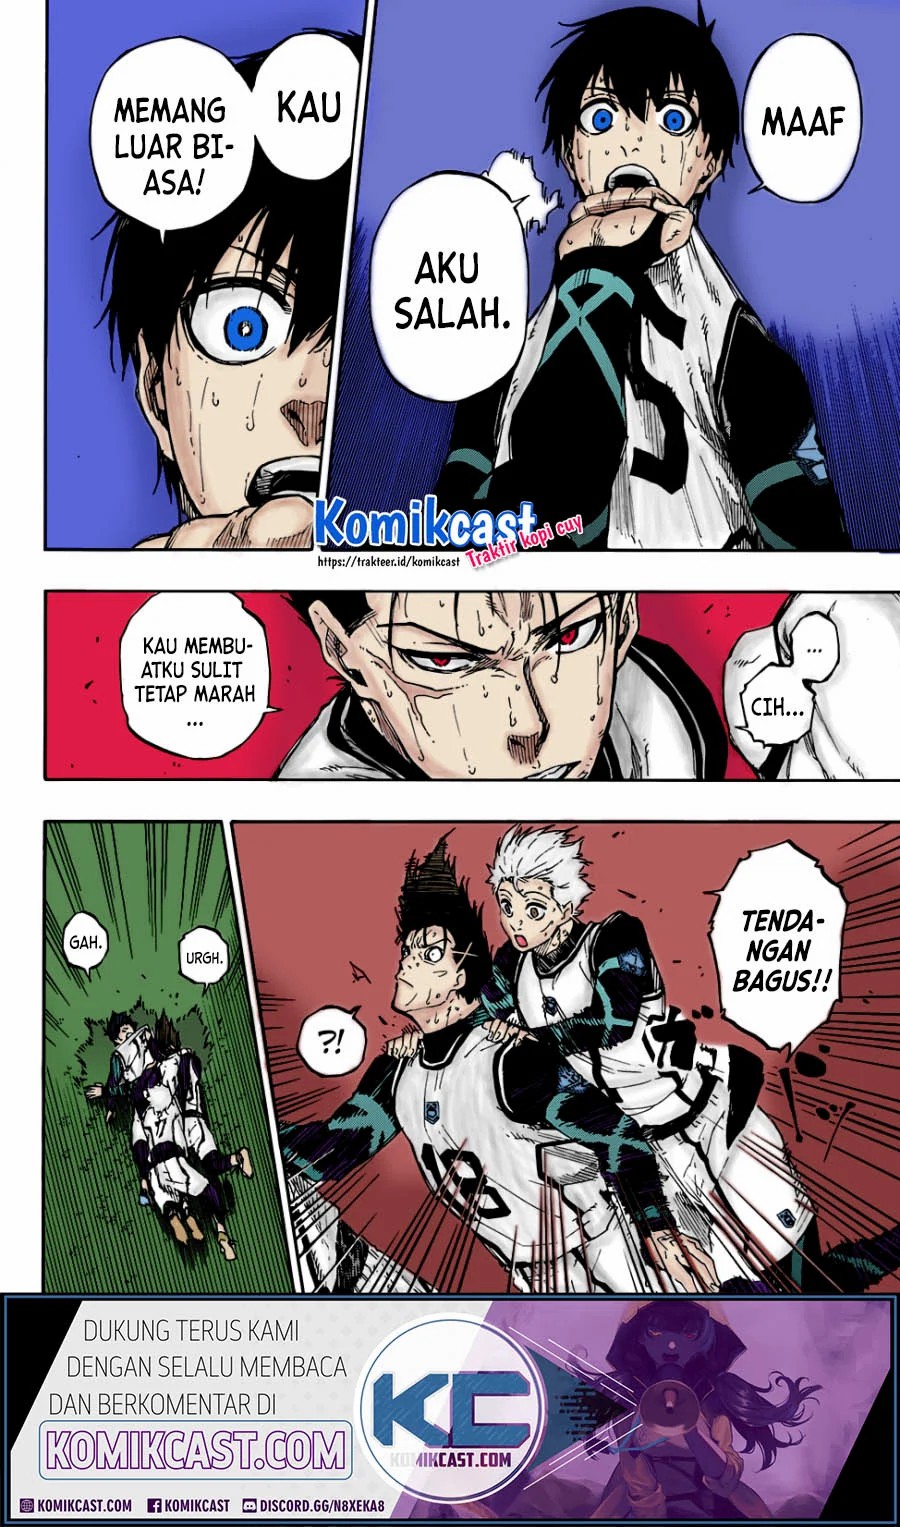 MAAF
AKU
SALAH.
KAU
MEMANG
LUAR BI-
ASA!
Komikcast
Traktir kopi cuy
https://trakteer.id/komikcast
...
CIH...
KAU MEMBU-
ATKU SULIT
TETAP MARAH
...
TENDA-
NGAN
BAGUS!!
?!
18
URGH.
GAH.
DUKUNG TERUS KAMI
DENGAN SELALU MEMBACA
DAN BERKOMENTAR DI
KOMIKCAST.COM
KC
KOMIKCAST.COM
KOMIKCAST.COM
KOMIKCAST
DISCORD.GG/N8XEKA8